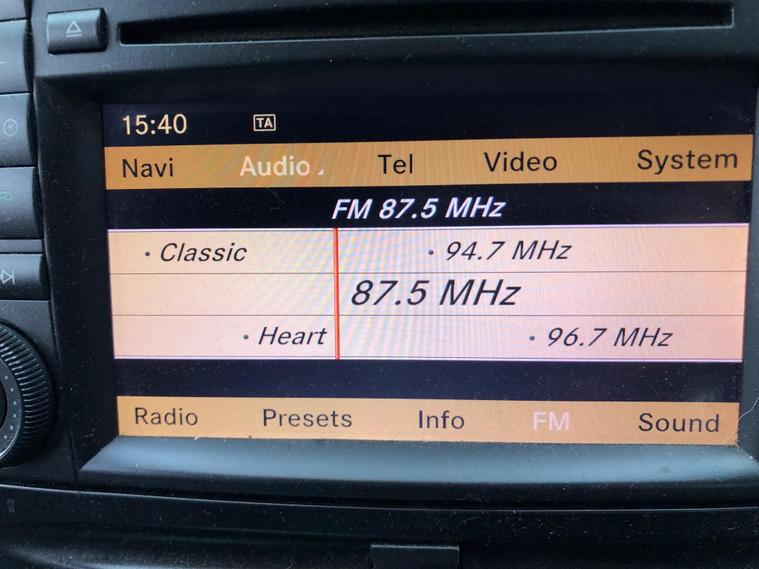 15:40 TA
Navi Audio Tel Video System
FM 87.5 MHz
• Classic • 94.7 MHz
87.5 MHz
• Heart • 96.7 MHz
Radio Presets Info FM Sound